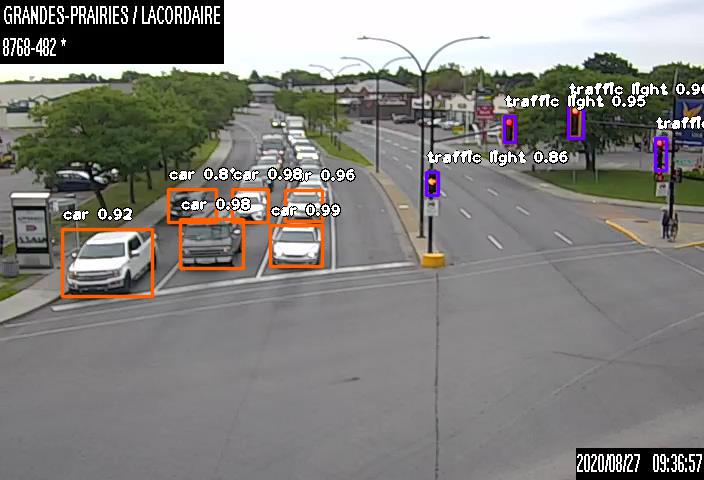 GRANDES-PRAIRIES / LACORDAIRE
8768-482 *
traffic light 0.9
traffic light 0.95
traffic
traffic light 0.86
car 0.8
car 0.98
0.96
car 0.98
car 0.99
car 0.92
2020/08/27 09:36:57